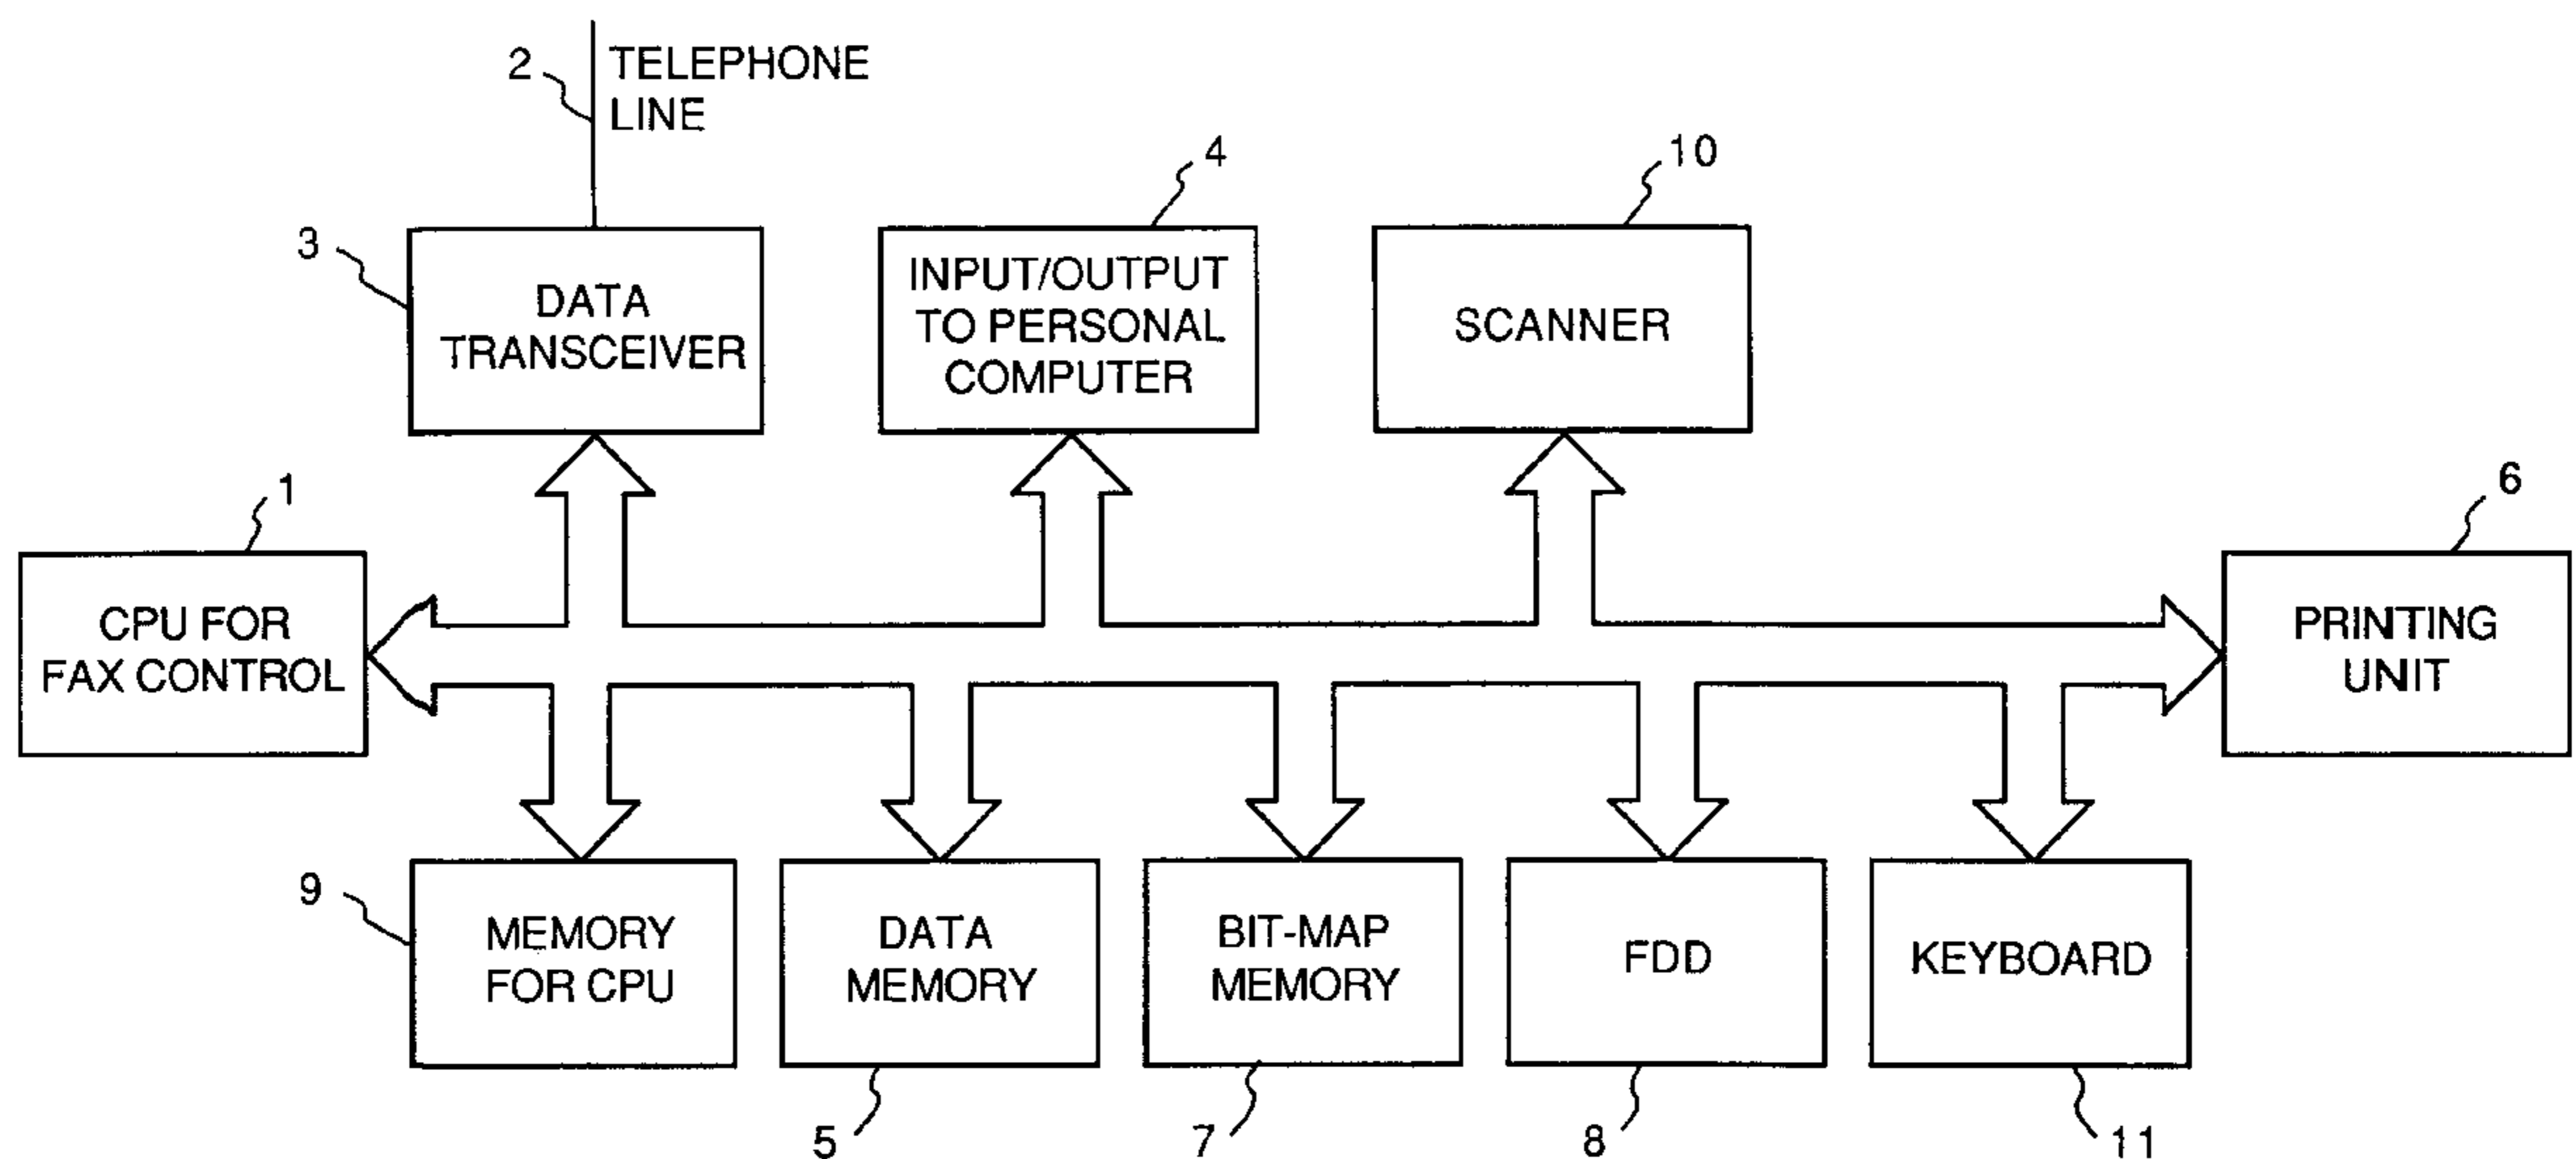 2
TELEPHONE
LINE
3
DATA
TRANSCEIVER
4
INPUT/OUTPUT
TO PERSONAL
COMPUTER
10
SCANNER
1
CPU FOR
FAX CONTROL
6
PRINTING
UNIT
9
MEMORY
FOR CPU
DATA
MEMORY
5
BIT-MAP
MEMORY
7
FDD
8
KEYBOARD
11